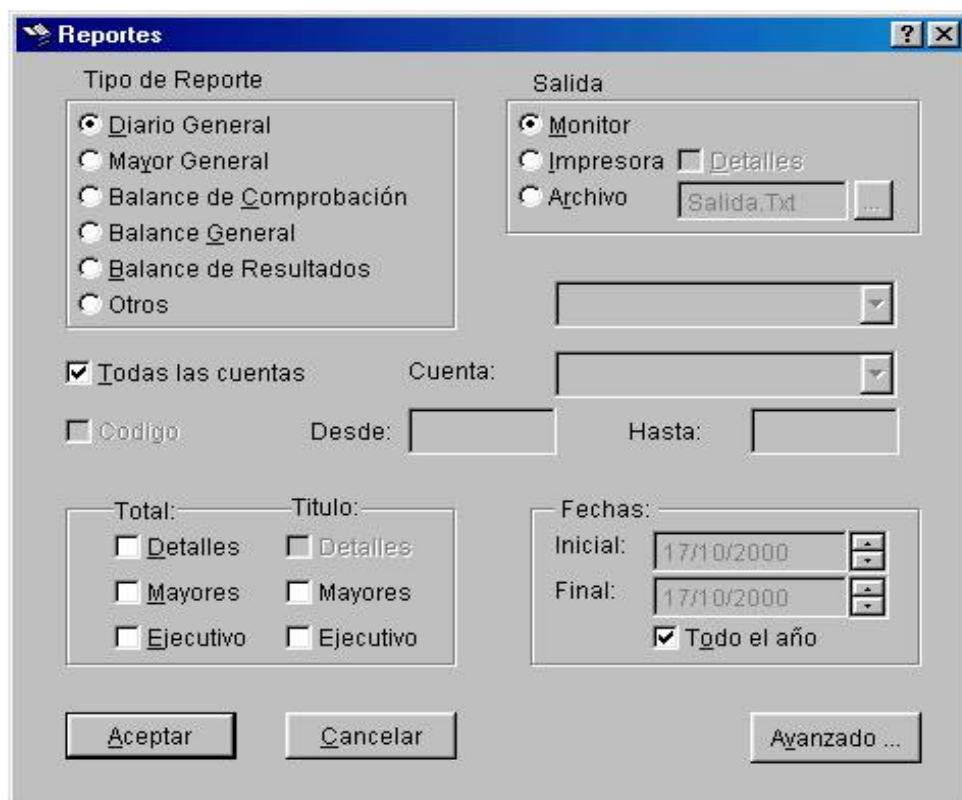 Reportes
Tipo de Reporte
Diario General
Mayor General
Balance de Comprobación
Balance General
Balance de Resultados
Otros
Salida
Monitor
Impresora Detalles
Archivo Salida.Txt ...
Todas las cuentas Cuenta:
Codigo Desde: Hasta:
Total: Titulo:
Detalles Detalles
Mayores Mayores
Ejecutivo Ejecutivo
Fechas:
Inicial: 17/10/2000
Final: 17/10/2000
Todo el año
Aceptar Cancelar Avanzado ...